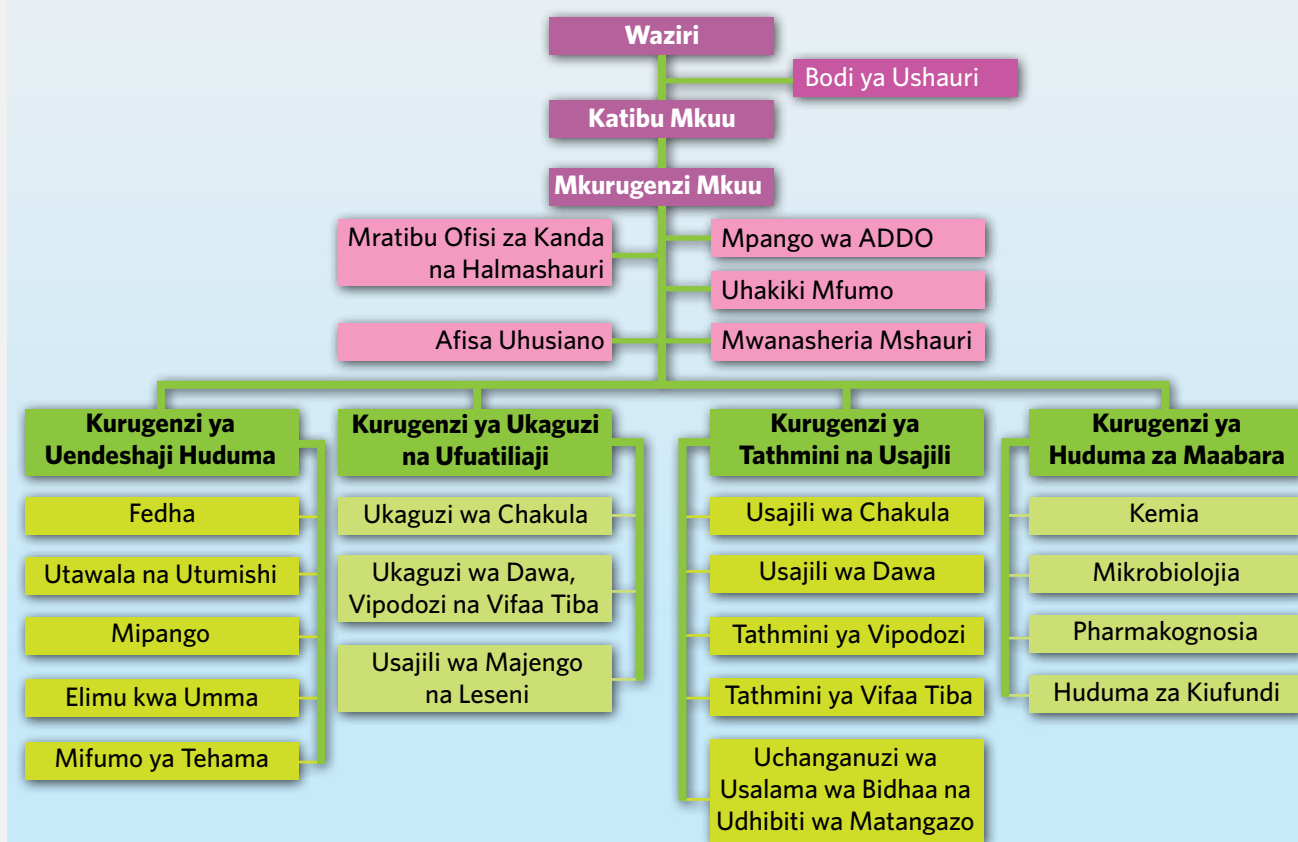 Waziri
Bodi ya Ushauri
Katibu Mkuu
Mkurugenzi Mkuu
Mratibu Ofisi za Kanda
na Halmashauri
Mpango wa ADDO
Uhakiki Mfumo
Afisa Uhusiano
Mwanasheria Mshauri
Kurugenzi ya
Uendeshaji Huduma
Fedha
Utawala na Utumishi
Mipango
Elimu kwa Umma
Mifumo ya Tehama
Kurugenzi ya Ukaguzi
na Ufuatiliaji
Ukaguzi wa Chakula
Ukaguzi wa Dawa,
Vipodozi na Vifaa Tiba
Usajili wa Majengo
na Leseni
Kurugenzi ya
Tathmini na Usajili
Usajili wa Chakula
Usajili wa Dawa
Tathmini ya Vipodozi
Tathmini ya Vifaa Tiba
Uchanganuzi wa
Usalama wa Bidhaa na
Udhibiti wa Matangazo
Kurugenzi ya
Huduma za Maabara
Kemia
Mikrobiolojia
Pharmakognosia
Huduma za Kiufundi